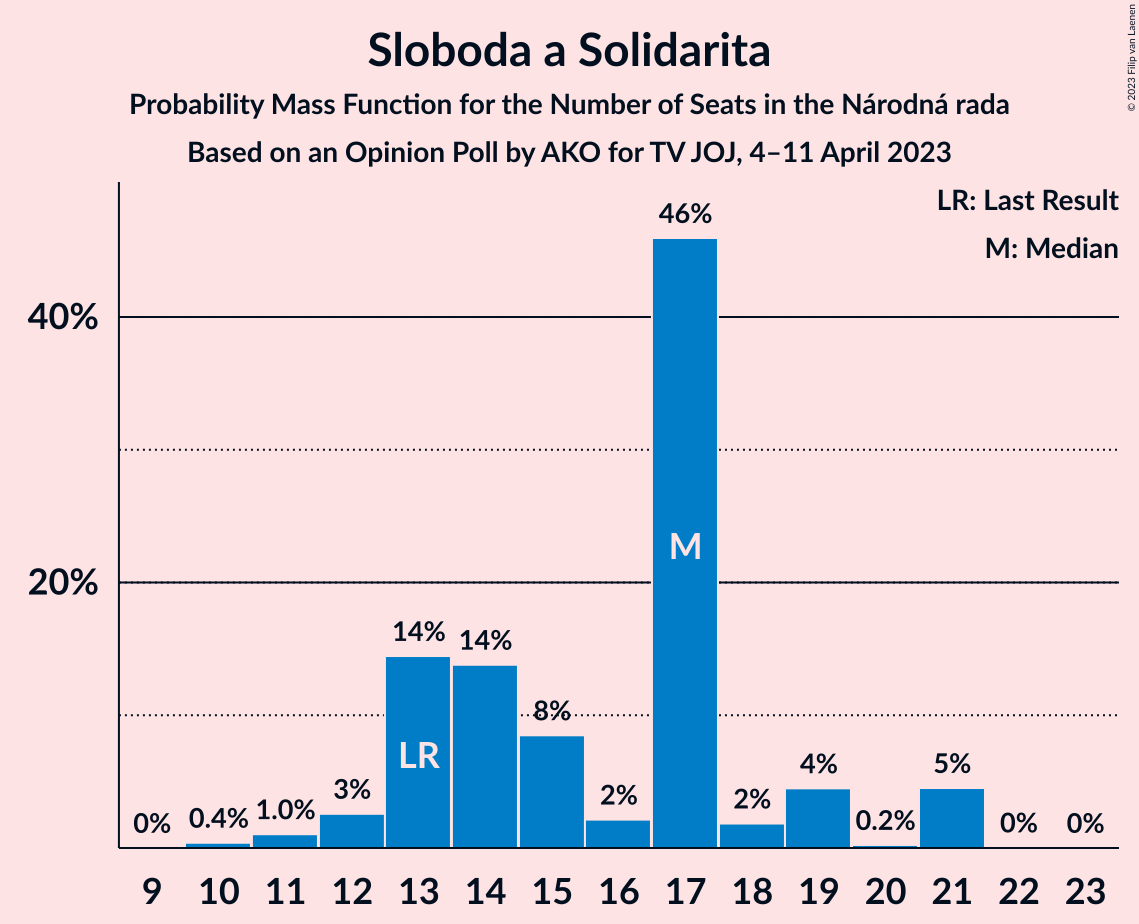 Sloboda a Solidarita
Probability Mass Function for the Number of Seats in the Národná rada
Based on an Opinion Poll by AKO for TV JOJ, 4–11 April 2023
© 2023 Filip van Laenen
LR: Last Result
M: Median
46%
40%
20%
M
14%
14%
8%
LR
3%
2%
2%
4%
5%
0%
0.4%
1.0%
0.2%
0%
0%
9 10 11 12 13 14 15 16 17 18 19 20 21 22 23